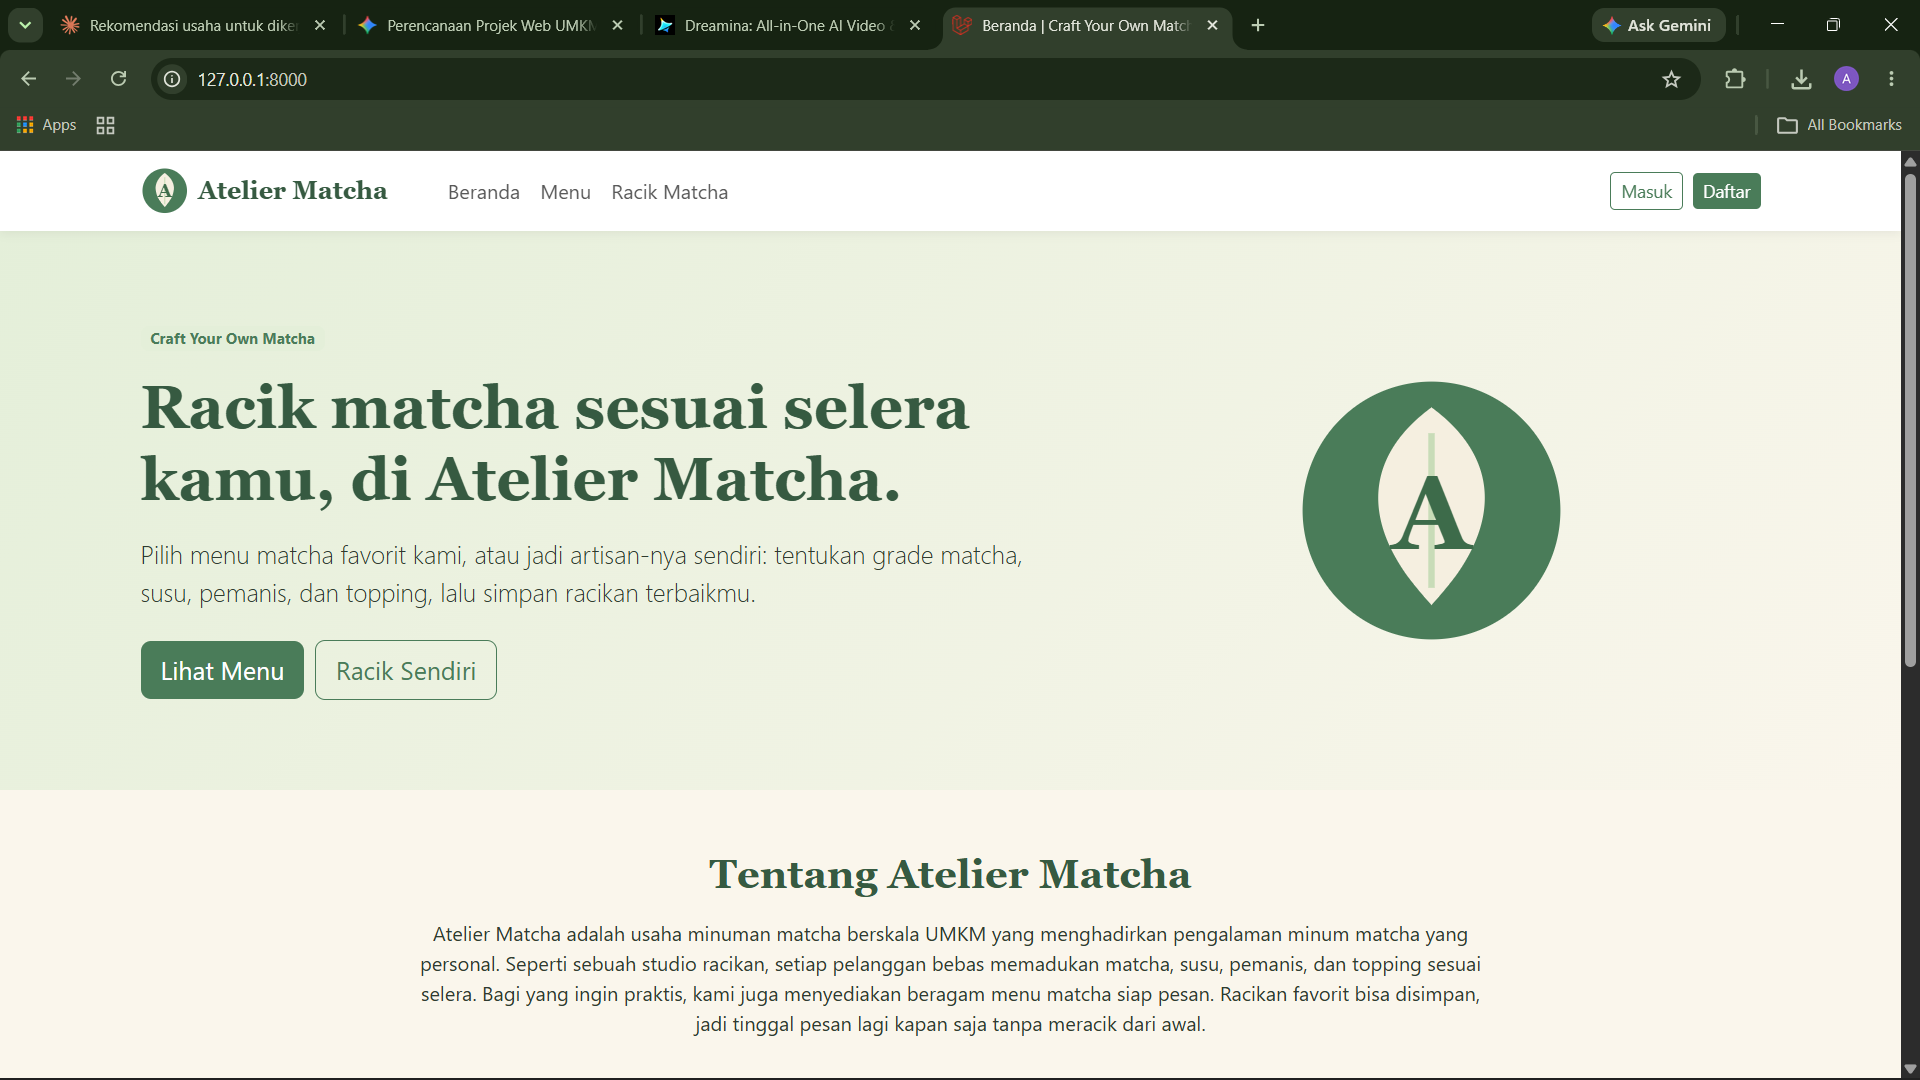 Rekomendasi usaha untuk diker
Perencanaan Projek Web UMKM
Dreamina: All-in-One AI Video
Beranda | Craft Your Own Matc
Ask Gemini
127.0.0.1:8000
A
Apps
All Bookmarks
A
Atelier Matcha
Beranda
Menu
Racik Matcha
Masuk
Daftar
Craft Your Own Matcha
Racik matcha sesuai selera
kamu, di Atelier Matcha.
Pilih menu matcha favorit kami, atau jadi artisan-nya sendiri: tentukan grade matcha,
susu, pemanis, dan topping, lalu simpan racikan terbaikmu.
Lihat Menu
Racik Sendiri
A
Tentang Atelier Matcha
Atelier Matcha adalah usaha minuman matcha berskala UMKM yang menghadirkan pengalaman minum matcha yang
personal. Seperti sebuah studio racikan, setiap pelanggan bebas memadukan matcha, susu, pemanis, dan topping sesuai
selera. Bagi yang ingin praktis, kami juga menyediakan beragam menu matcha siap pesan. Racikan favorit bisa disimpan,
jadi tinggal pesan lagi kapan saja tanpa meracik dari awal.